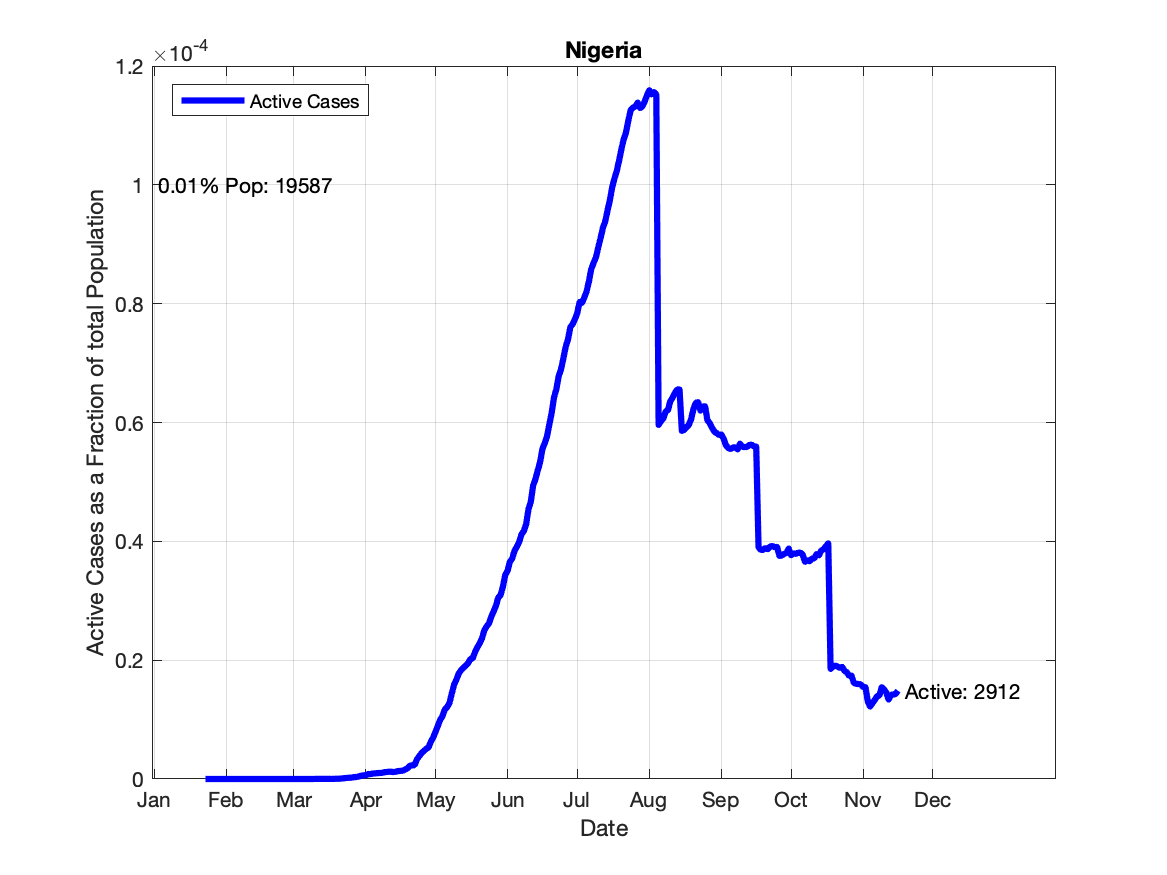 Nigeria
×10-4
1.2
Active Cases
1
0.01% Pop: 19587
0.8
0.6
0.4
0.2
0
Active: 2912
Active Cases as a Fraction of total Population
Jan Feb Mar Apr May Jun Jul Aug Sep Oct Nov Dec
Date